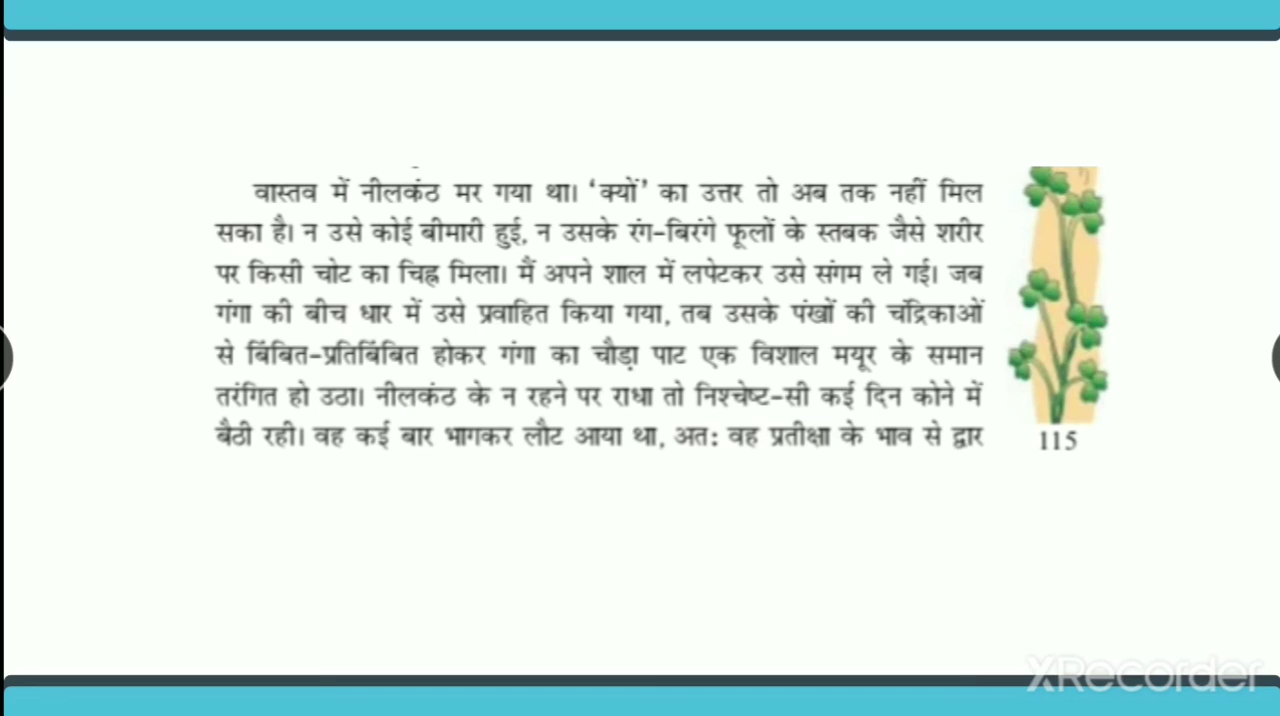 वास्तव में नीलकंठ मर गया था। ‘क्यों’ का उत्तर तो अब तक नहीं मिल
सका है। न उसे कोई बीमारी हुई, न उसके रंग-बिरंगे फूलों के स्तबक जैसे शरीर
पर किसी चोट का चिह्न मिला। मैं अपने शाल में लपेटकर उसे संगम ले गई। जब
गंगा की बीच धार में उसे प्रवाहित किया गया, तब उसके पंखों की चंद्रिकाओं
से बिंबित-प्रतिबिंबित होकर गंगा का चौड़ा पाट एक विशाल मयूर के समान
तरंगित हो उठा। नीलकंठ के न रहने पर राधा तो निश्चेष्ट-सी कई दिन कोने में
बैठी रही। वह कई बार भागकर लौट आया था, अत: वह प्रतीक्षा के भाव से द्वार
115
XRecorder